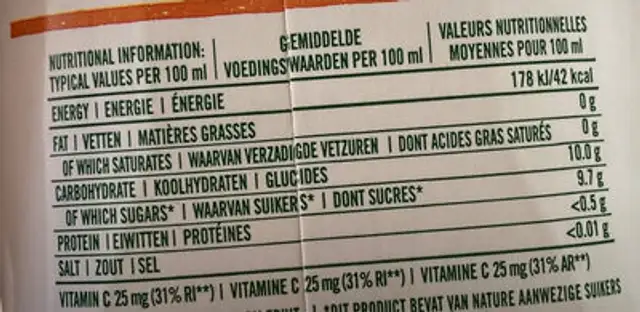 NUTRITIONAL INFORMATION: | GEMIDDELDE | VALEURS NUTRITIONNELLES
TYPICAL VALUES PER 100 ml | VOEDINGSWAARDEN PER 100 ml | MOYENNES POUR 100 ml
ENERGY | ENERGIE | ÉNERGIE 178 kJ/42 kcal
FAT | VETTEN | MATIÈRES GRASSES 0 g
OF WHICH SATURATES | WAARVAN VERZADIGDE VETZUREN | DONT ACIDES GRAS SATURÉS 0 g
CARBOHYDRATE | KOOLHYDRATEN | GLUCIDES 10.0 g
OF WHICH SUGARS* | WAARVAN SUIKERS* | DONT SUCRES* 9.7 g
PROTEIN | EIWITTEN | PROTÉINES <0.5 g
SALT | ZOUT | SEL <0.01 g
VITAMIN C 25 mg (31% RI**) | VITAMINE C 25 mg (31% RI**) | VITAMINE C 25 mg (31% AR**)
| *DIT PRODUCT BEVAT VAN NATURE AANWEZIGE SUIKERS